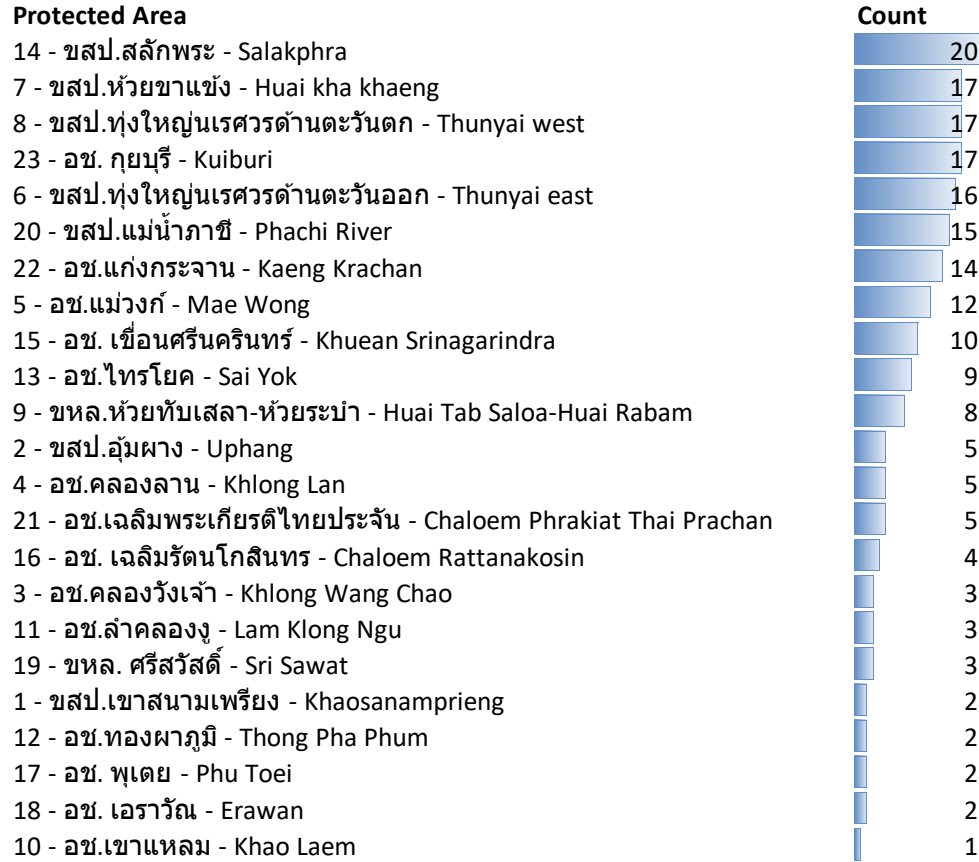 Protected Area Count
14 - ขสป.สลักพระ - Salakphra 20
7 - ขสป.ห้วยขาแข้ง - Huai kha khaeng 17
8 - ขสป.ทุ่งใหญ่นเรศวรด้านตะวันตก - Thunyai west 17
23 - อช. กุยบุรี - Kuiburi 17
6 - ขสป.ทุ่งใหญ่นเรศวรด้านตะวันออก - Thunyai east 16
20 - ขสป.แม่น้ำภาชี - Phachi River 15
22 - อช.แก่งกระจาน - Kaeng Krachan 14
5 - อช.แม่วงก์ - Mae Wong 12
15 - อช. เขื่อนศรีนครินทร์ - Khuean Srinagarindra 10
13 - อช.ไทรโยค - Sai Yok 9
9 - ขหล.ห้วยทับเสลา-ห้วยระบำ - Huai Tab Saloa-Huai Rabam 8
2 - ขสป.อุ้มผาง - Uphang 5
4 - อช.คลองลาน - Khlong Lan 5
21 - อช.เฉลิมพระเกียรติไทยประจัน - Chaloem Phrakiat Thai Prachan 5
16 - อช. เฉลิมรัตนโกสินทร - Chaloem Rattanakosin 4
3 - อช.คลองวังเจ้า - Khlong Wang Chao 3
11 - อช.ลำคลองงู - Lam Klong Ngu 3
19 - ขหล. ศรีสวัสดิ์ - Sri Sawat 3
1 - ขสป.เขาสนามเพรียง - Khaosanamprieng 2
12 - อช.ทองผาภูมิ - Thong Pha Phum 2
17 - อช. พุเตย - Phu Toei 2
18 - อช. เอราวัณ - Erawan 2
10 - อช.เขาแหลม - Khao Laem 1